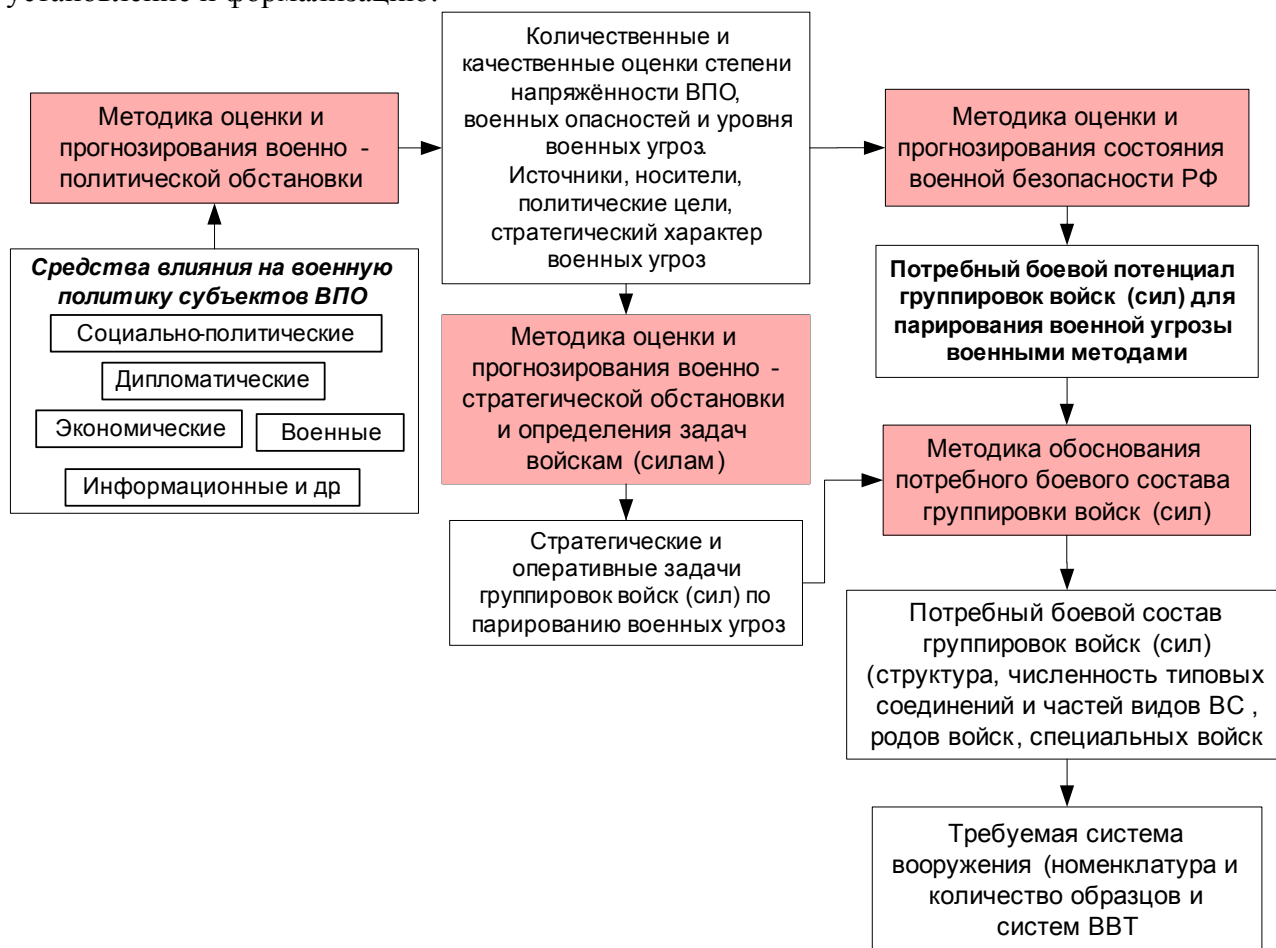 установление и формализацию.
Методика оценки и
прогнозирования военно -
политической обстановки
Средства влияния на военную
политику субъектов ВПО
Социально-политические
Дипломатические
Экономические
Военные
Информационные и др
Количественные и
качественные оценки степени
напряжённости ВПО,
военных опасностей и уровня
военных угроз.
Источники, носители,
политические цели,
стратегический характер
военных угроз
Методика оценки и
прогнозирования военно -
стратегической обстановки
и определения задач
войскам (силам)
Стратегические и
оперативные задачи
группировок войск (сил) по
парированию военных угроз
Методика оценки и
прогнозирования состояния
военной безопасности РФ
Потребный боевой потенциал
группировок войск (сил) для
парирования военной угрозы
военными методами
Методика обоснования
потребного боевого состава
группировки войск (сил)
Потребный боевой состав
группировок войск (сил)
(структура, численность типовых
соединений и частей видов ВС ,
родов войск, специальных войск
Требуемая система
вооружения (номенклатура и
количество образцов и
систем ВВТ